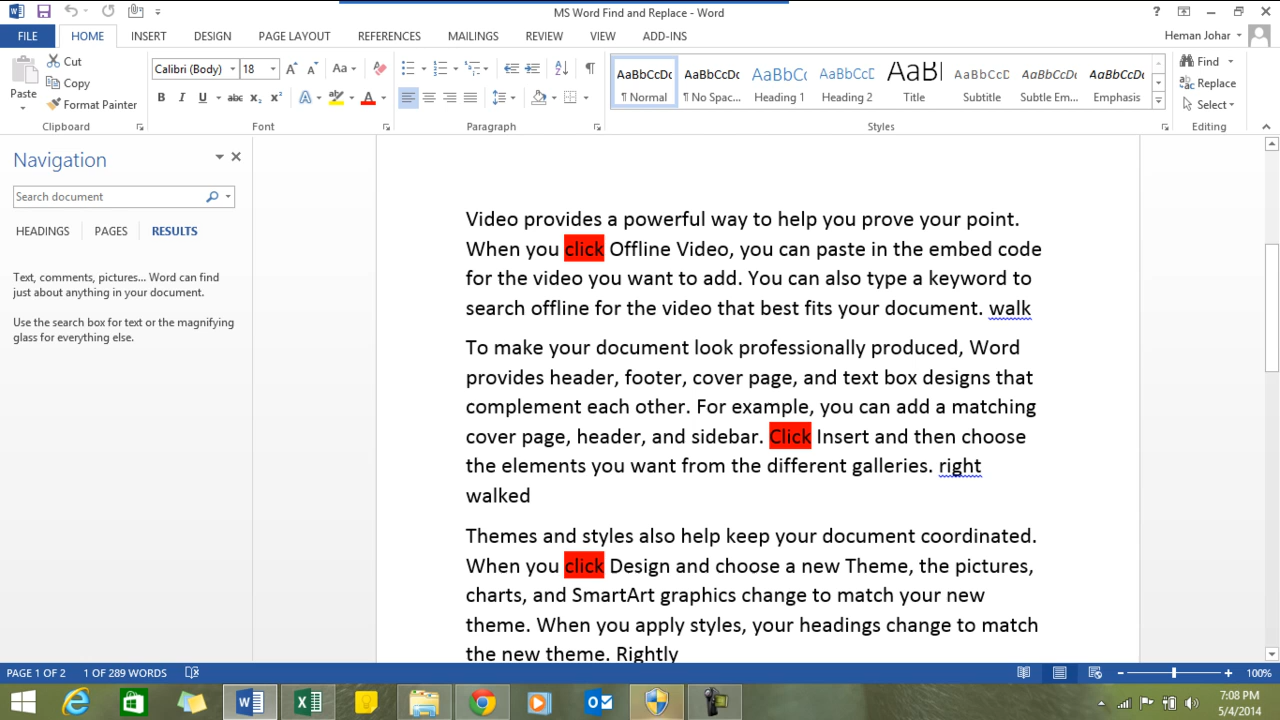 MS Word Find and Replace - Word
FILE HOME INSERT DESIGN PAGE LAYOUT REFERENCES MAILINGS REVIEW VIEW ADD-INS Heman Johar
Paste
Cut
Copy
Format Painter
Clipboard
Calibri (Body) 18 Aa
B I U abc X2 X2 A A
Font
Paragraph
AaBbCcDc AaBbCcDc AaBbCc AaBbCcD AaBl AaBbCcD AaBbCcDc AaBbCcDc
¶ Normal ¶ No Spac... Heading 1 Heading 2 Title Subtitle Subtle Em... Emphasis
Styles
Find
Replace
Select
Editing
Navigation
Search document
HEADINGS PAGES RESULTS
Text, comments, pictures... Word can find
just about anything in your document.
Use the search box for text or the magnifying
glass for everything else.
Video provides a powerful way to help you prove your point.
When you click Offline Video, you can paste in the embed code
for the video you want to add. You can also type a keyword to
search offline for the video that best fits your document. walk
To make your document look professionally produced, Word
provides header, footer, cover page, and text box designs that
complement each other. For example, you can add a matching
cover page, header, and sidebar. Click Insert and then choose
the elements you want from the different galleries. right
walked
Themes and styles also help keep your document coordinated.
When you click Design and choose a new Theme, the pictures,
charts, and SmartArt graphics change to match your new
theme. When you apply styles, your headings change to match
the new theme. Rightly
PAGE 1 OF 2 1 OF 289 WORDS 100%
7:08 PM
5/4/2014